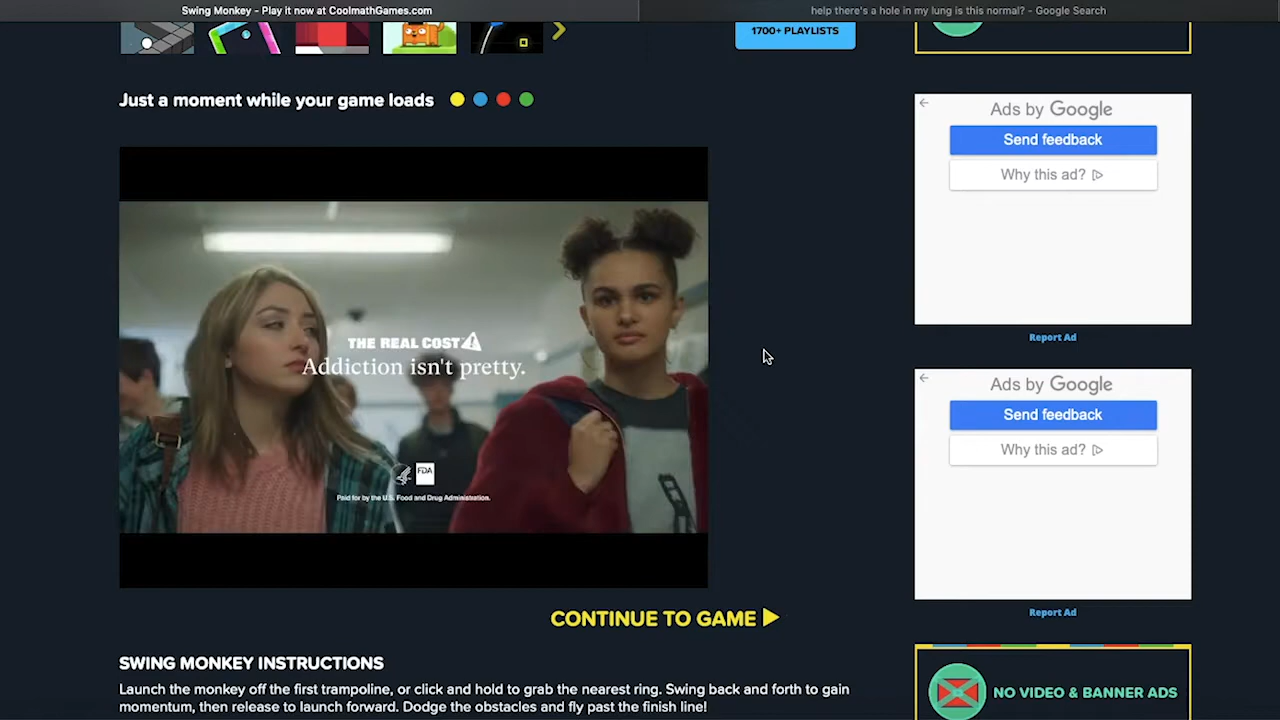 Swing Monkey - Play it now at CoolmathGames.com
help there's a hole in my lung is this normal? - Google Search
1700+ PLAYLISTS
Just a moment while your game loads
THE REAL COST
Addiction isn't pretty.
FDA
Paid for by the U.S. Food and Drug Administration.
CONTINUE TO GAME
SWING MONKEY INSTRUCTIONS
Launch the monkey off the first trampoline, or click and hold to grab the nearest ring. Swing back and forth to gain
momentum, then release to launch forward. Dodge the obstacles and fly past the finish line!
Ads by Google
Send feedback
Why this ad?
Report Ad
Ads by Google
Send feedback
Why this ad?
Report Ad
NO VIDEO & BANNER ADS